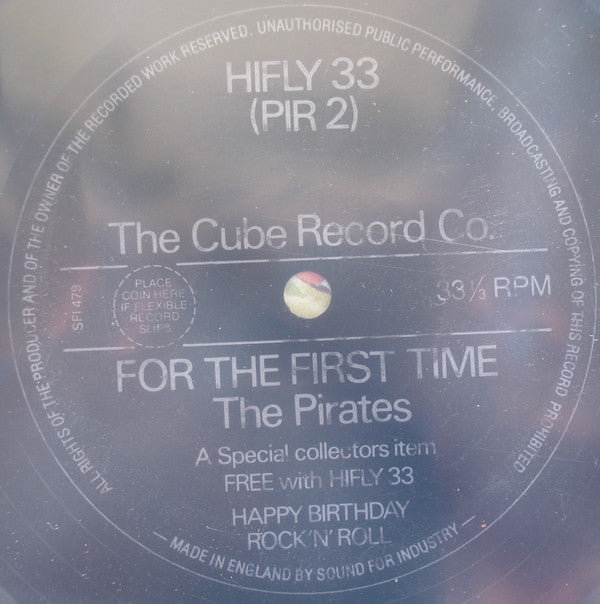 ALL RIGHTS OF THE PRODUCER AND OF THE OWNER OF THE RECORDED WORK RESERVED. UNAUTHORISED PUBLIC PERFORMANCE, BROADCASTING AND COPYING OF THIS RECORD PROHIBITED
HIFLY 33
(PIR 2)
The Cube Record Co.
SFI 479
PLACE
COIN HERE
IF FLEXIBLE
RECORD
SLIPS
33 1/3 RPM
FOR THE FIRST TIME
The Pirates
A Special collectors item
FREE with HIFLY 33
HAPPY BIRTHDAY
ROCK'N'ROLL
— MADE IN ENGLAND BY SOUND FOR INDUSTRY —